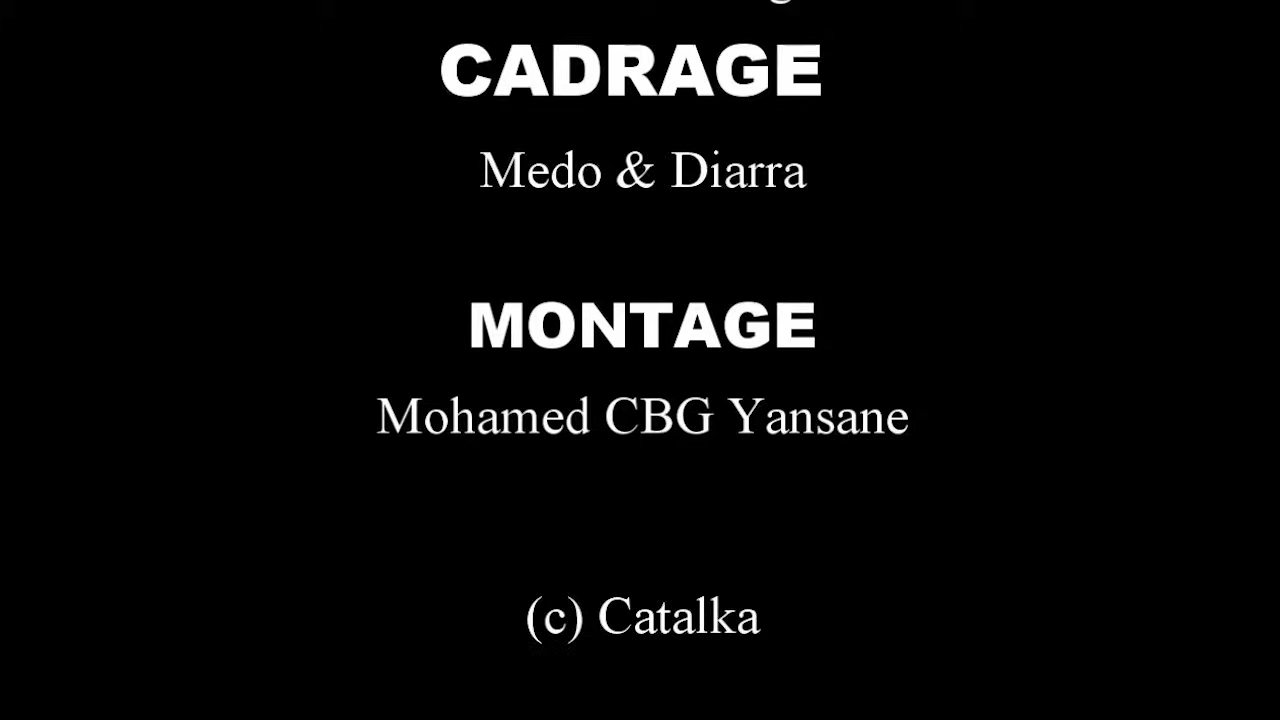 CADRAGE
Medo & Diarra
MONTAGE
Mohamed CBG Yansane
(c) Catalka